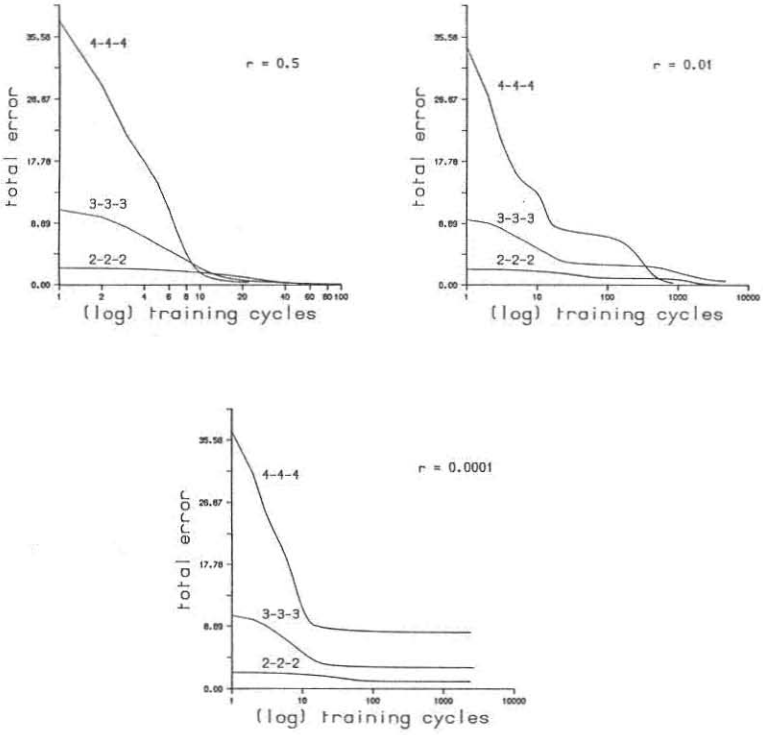 35.58
26.67
17.78
8.89
0.00
total error
4-4-4
3-3-3
2-2-2
r = 0.5
1 2 4 6 8 10 20 40 60 80 100
(log) training cycles
35.58
26.67
17.78
8.89
0.00
total error
4-4-4
3-3-3
2-2-2
r = 0.01
1 10 100 1000 10000
(log) training cycles
35.58
26.67
17.78
8.89
0.00
total error
4-4-4
3-3-3
2-2-2
r = 0.0001
1 10 100 1000 10000
(log) training cycles